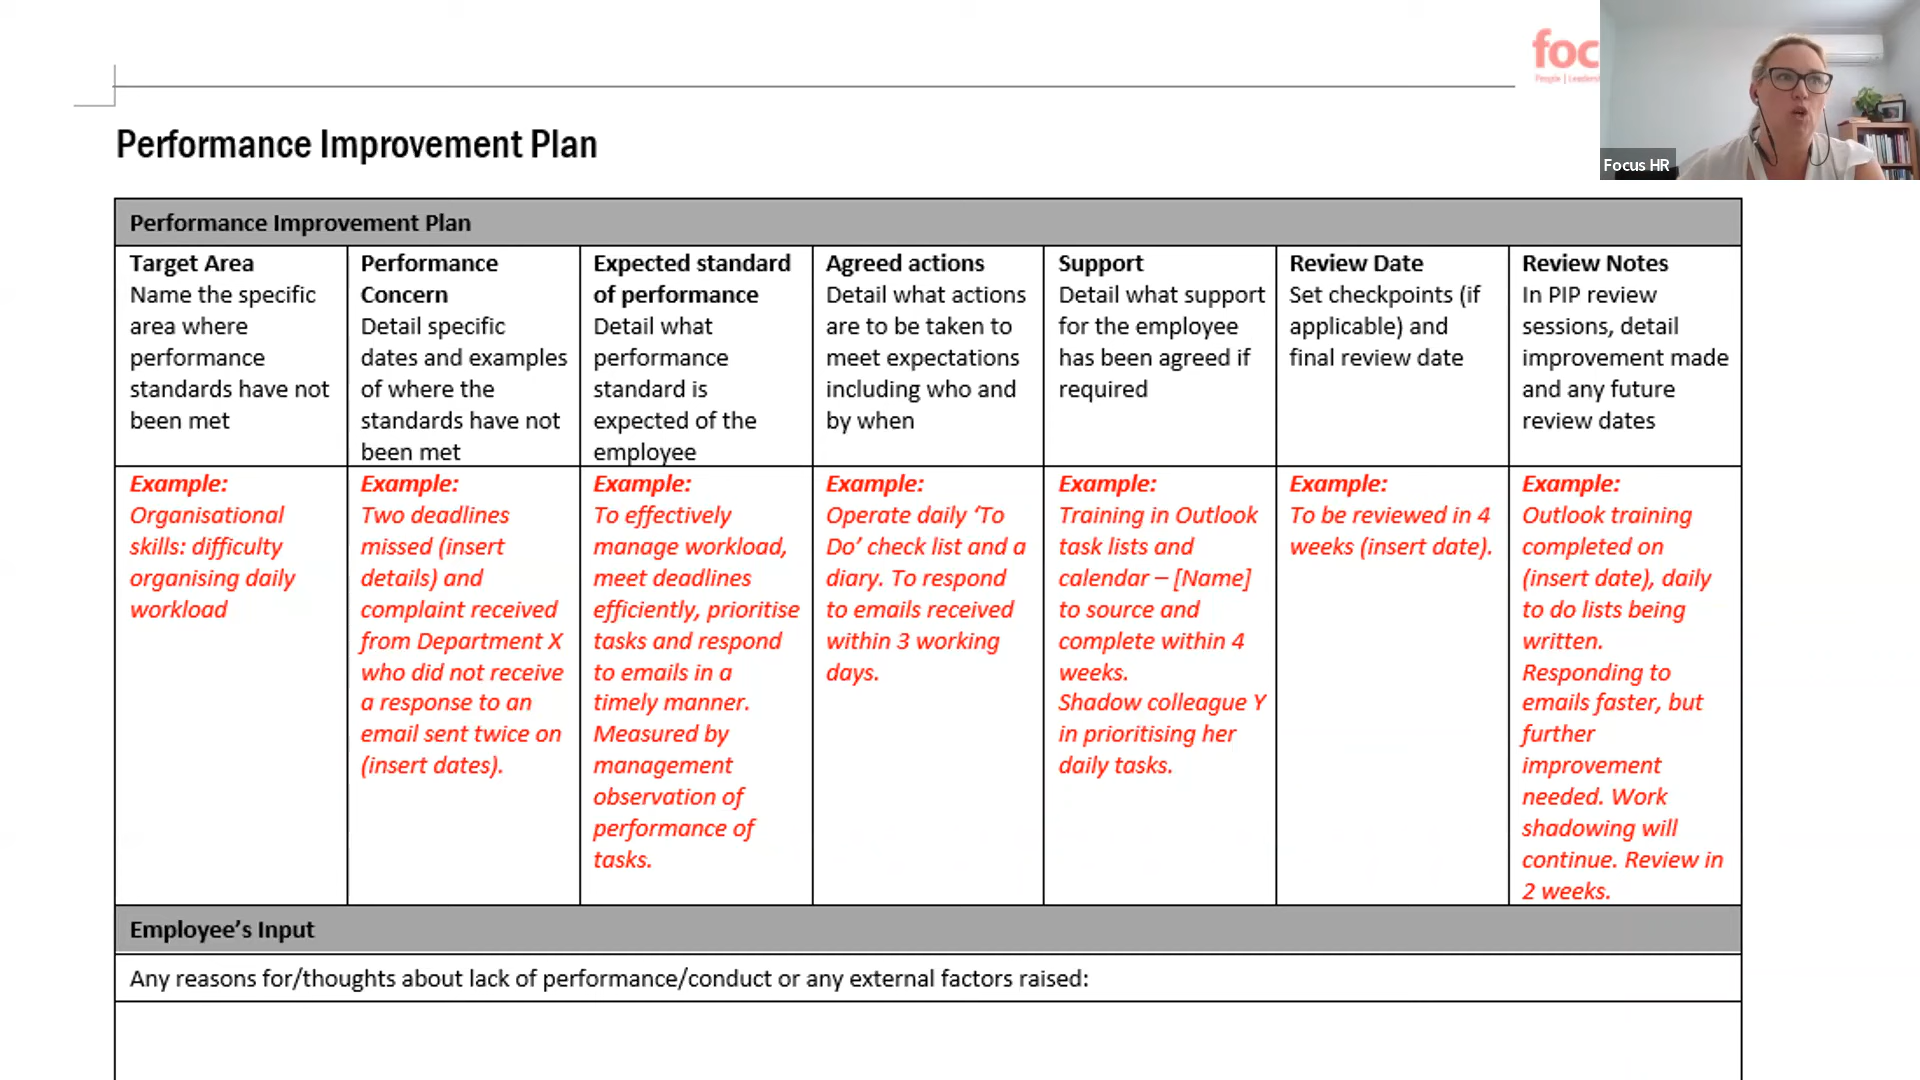 foc
People | Leaders
Focus HR
Performance Improvement Plan
Performance Improvement Plan
Target Area
Name the specific
area where
performance
standards have not
been met
Performance
Concern
Detail specific
dates and examples
of where the
standards have not
been met
Expected standard
of performance
Detail what
performance
standard is
expected of the
employee
Agreed actions
Detail what actions
are to be taken to
meet expectations
including who and
by when
Support
Detail what support
for the employee
has been agreed if
required
Review Date
Set checkpoints (if
applicable) and
final review date
Review Notes
In PIP review
sessions, detail
improvement made
and any future
review dates
Example:
Organisational
skills: difficulty
organising daily
workload
Example:
Two deadlines
missed (insert
details) and
complaint received
from Department X
who did not receive
a response to an
email sent twice on
(insert dates).
Example:
To effectively
manage workload,
meet deadlines
efficiently, prioritise
tasks and respond
to emails in a
timely manner.
Measured by
management
observation of
performance of
tasks.
Example:
Operate daily ‘To
Do’ check list and a
diary. To respond
to emails received
within 3 working
days.
Example:
Training in Outlook
task lists and
calendar – [Name]
to source and
complete within 4
weeks.
Shadow colleague Y
in prioritising her
daily tasks.
Example:
To be reviewed in 4
weeks (insert date).
Example:
Outlook training
completed on
(insert date), daily
to do lists being
written.
Responding to
emails faster, but
further
improvement
needed. Work
shadowing will
continue. Review in
2 weeks.
Employee’s Input
Any reasons for/thoughts about lack of performance/conduct or any external factors raised: